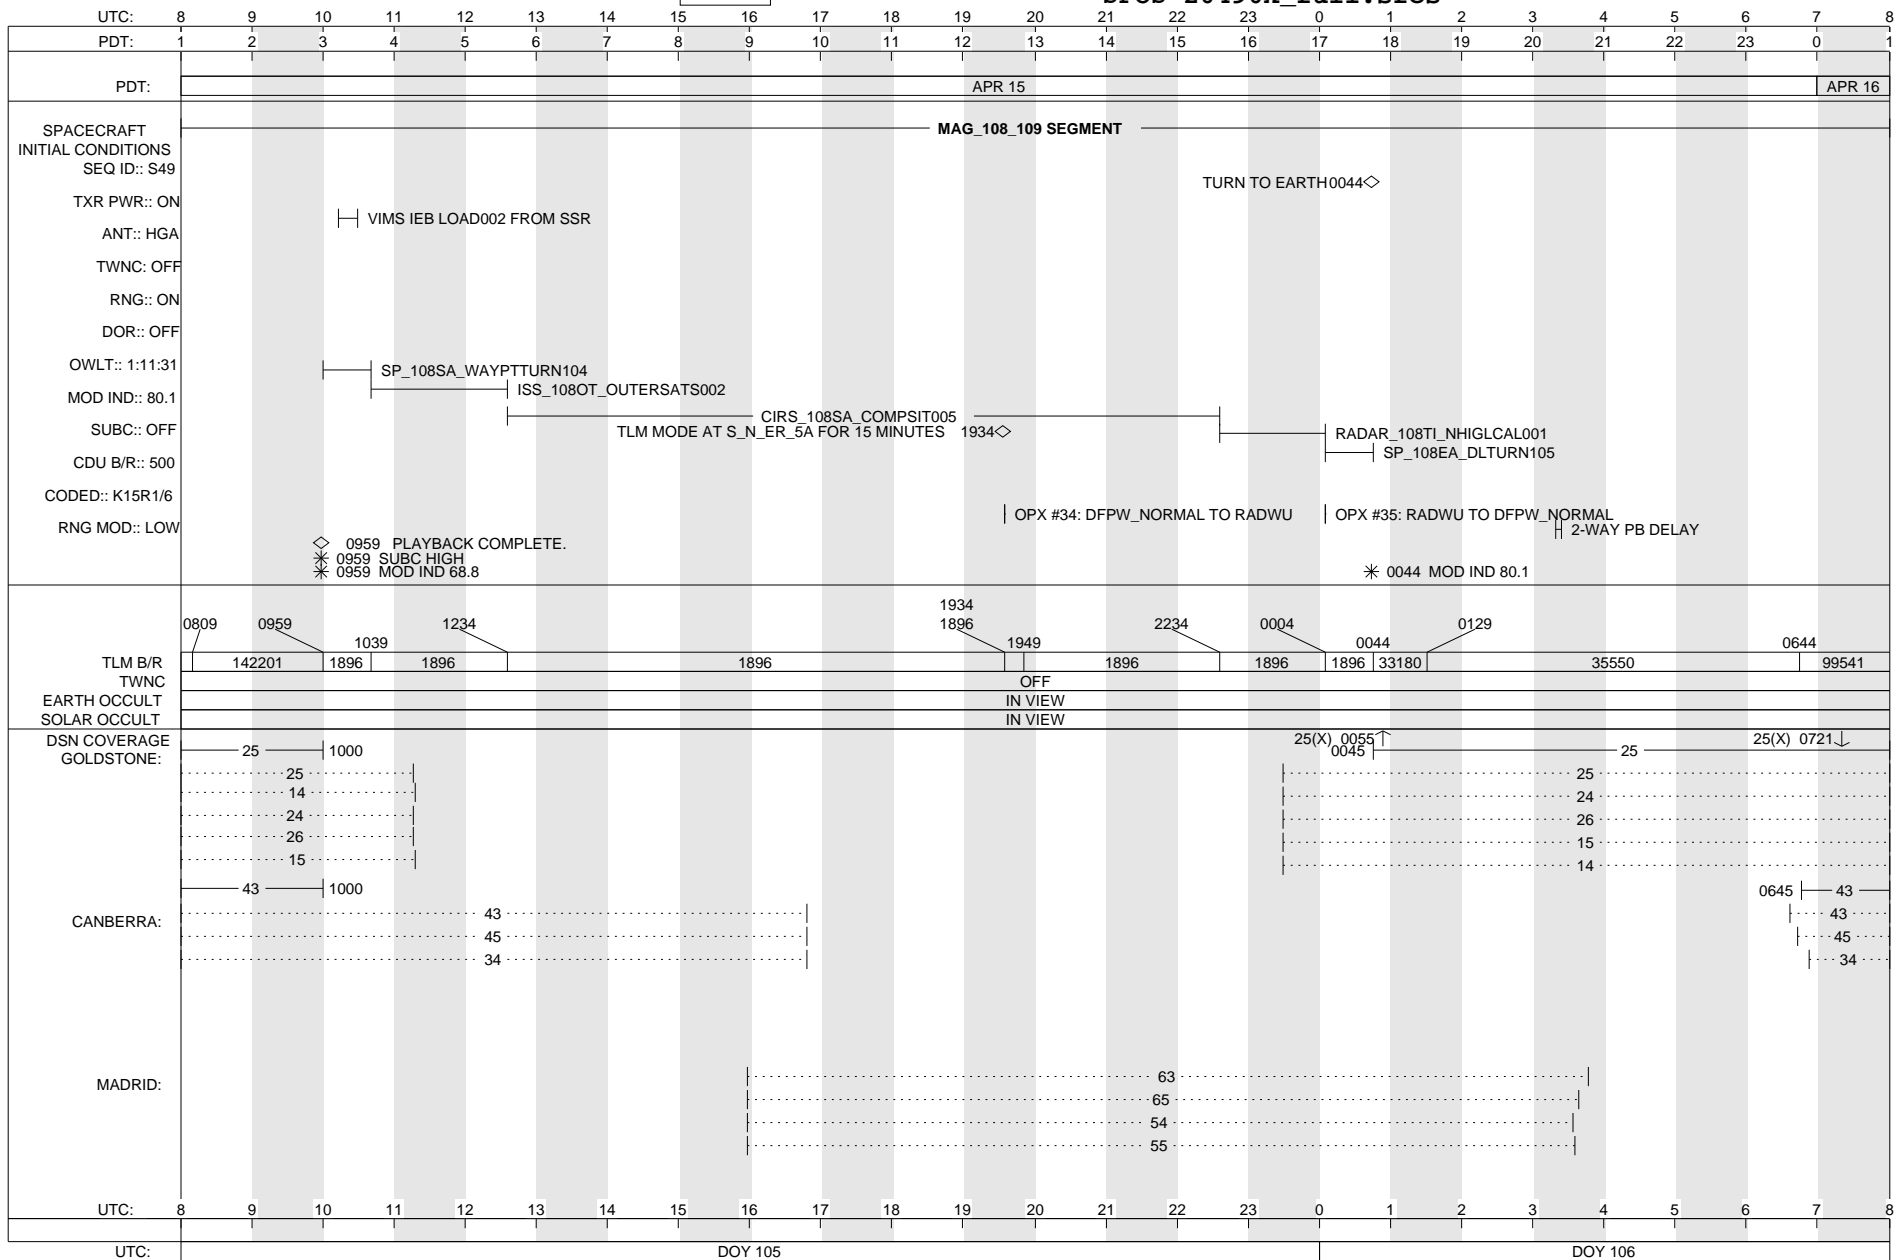 UTC: 8 9 10 11 12 13 14 15 16 17 18 19 20 21 22 23 0 1 2 3 4 5 6 7 8
PDT: 1 2 3 4 5 6 7 8 9 10 11 12 13 14 15 16 17 18 19 20 21 22 23 0 1
PDT: APR 15 APR 16
SPACECRAFT
INITIAL CONDITIONS
MAG_108_109 SEGMENT
SEQ ID:: S49
TURN TO EARTH 0044
TXR PWR:: ON
VIMS IEB LOAD002 FROM SSR
ANT:: HGA
TWNC: OFF
RNG:: ON
DOR:: OFF
OWLT:: 1:11:31
SP_108SA_WAYPTTURN104
ISS_108OT_OUTERSATS002
MOD IND:: 80.1
CIRS_108SA_COMPSIT005
SUBC:: OFF
TLM MODE AT S_N_ER_5A FOR 15 MINUTES 1934
RADAR_108TI_NHIGLCAL001
SP_108EA_DLTURN105
CDU B/R:: 500
CODED:: K15R1/6
OPX #34: DFPW_NORMAL TO RADWU
OPX #35: RADWU TO DFPW_NORMAL
RNG MOD:: LOW
2-WAY PB DELAY
0959 PLAYBACK COMPLETE.
0959 SUBC HIGH
0959 MOD IND 68.8
0044 MOD IND 80.1
1934
0809 0959 1234 1896 2234 0004 0129
1039 1949 0044 0644
TLM B/R 142201 1896 1896 1896 1896 1896 1896 33180 35550 99541
TWNC OFF
EARTH OCCULT IN VIEW
SOLAR OCCULT IN VIEW
DSN COVERAGE
25(X) 0055 25(X) 0721
GOLDSTONE: 25 1000 0045 25
25 25
14 24
24 26
26 15
15 14
43 1000 0645 43
CANBERRA: 43 43
45 45
34 34
MADRID: 63
65
54
55
UTC: 8 9 10 11 12 13 14 15 16 17 18 19 20 21 22 23 0 1 2 3 4 5 6 7 8
UTC: DOY 105 DOY 106